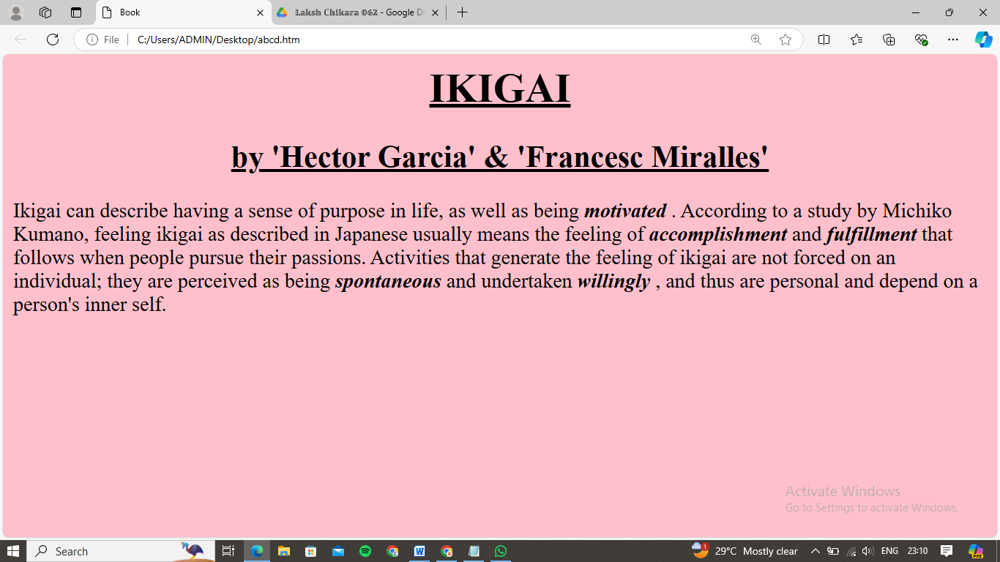 Book
𝕃𝕒𝕜𝕤𝕙 ℂ𝕙𝕚𝕜𝕒𝕣𝕒 𝟘𝟞𝟚 - Google D
File
C:/Users/ADMIN/Desktop/abcd.htm
IKIGAI
by 'Hector Garcia' & 'Francesc Miralles'
Ikigai can describe having a sense of purpose in life, as well as being motivated . According to a study by Michiko
Kumano, feeling ikigai as described in Japanese usually means the feeling of accomplishment and fulfillment that
follows when people pursue their passions. Activities that generate the feeling of ikigai are not forced on an
individual; they are perceived as being spontaneous and undertaken willingly , and thus are personal and depend on a
person's inner self.
Activate Windows
Go to Settings to activate Windows.
Search
1
29°C Mostly clear
ENG
23:10
PRE